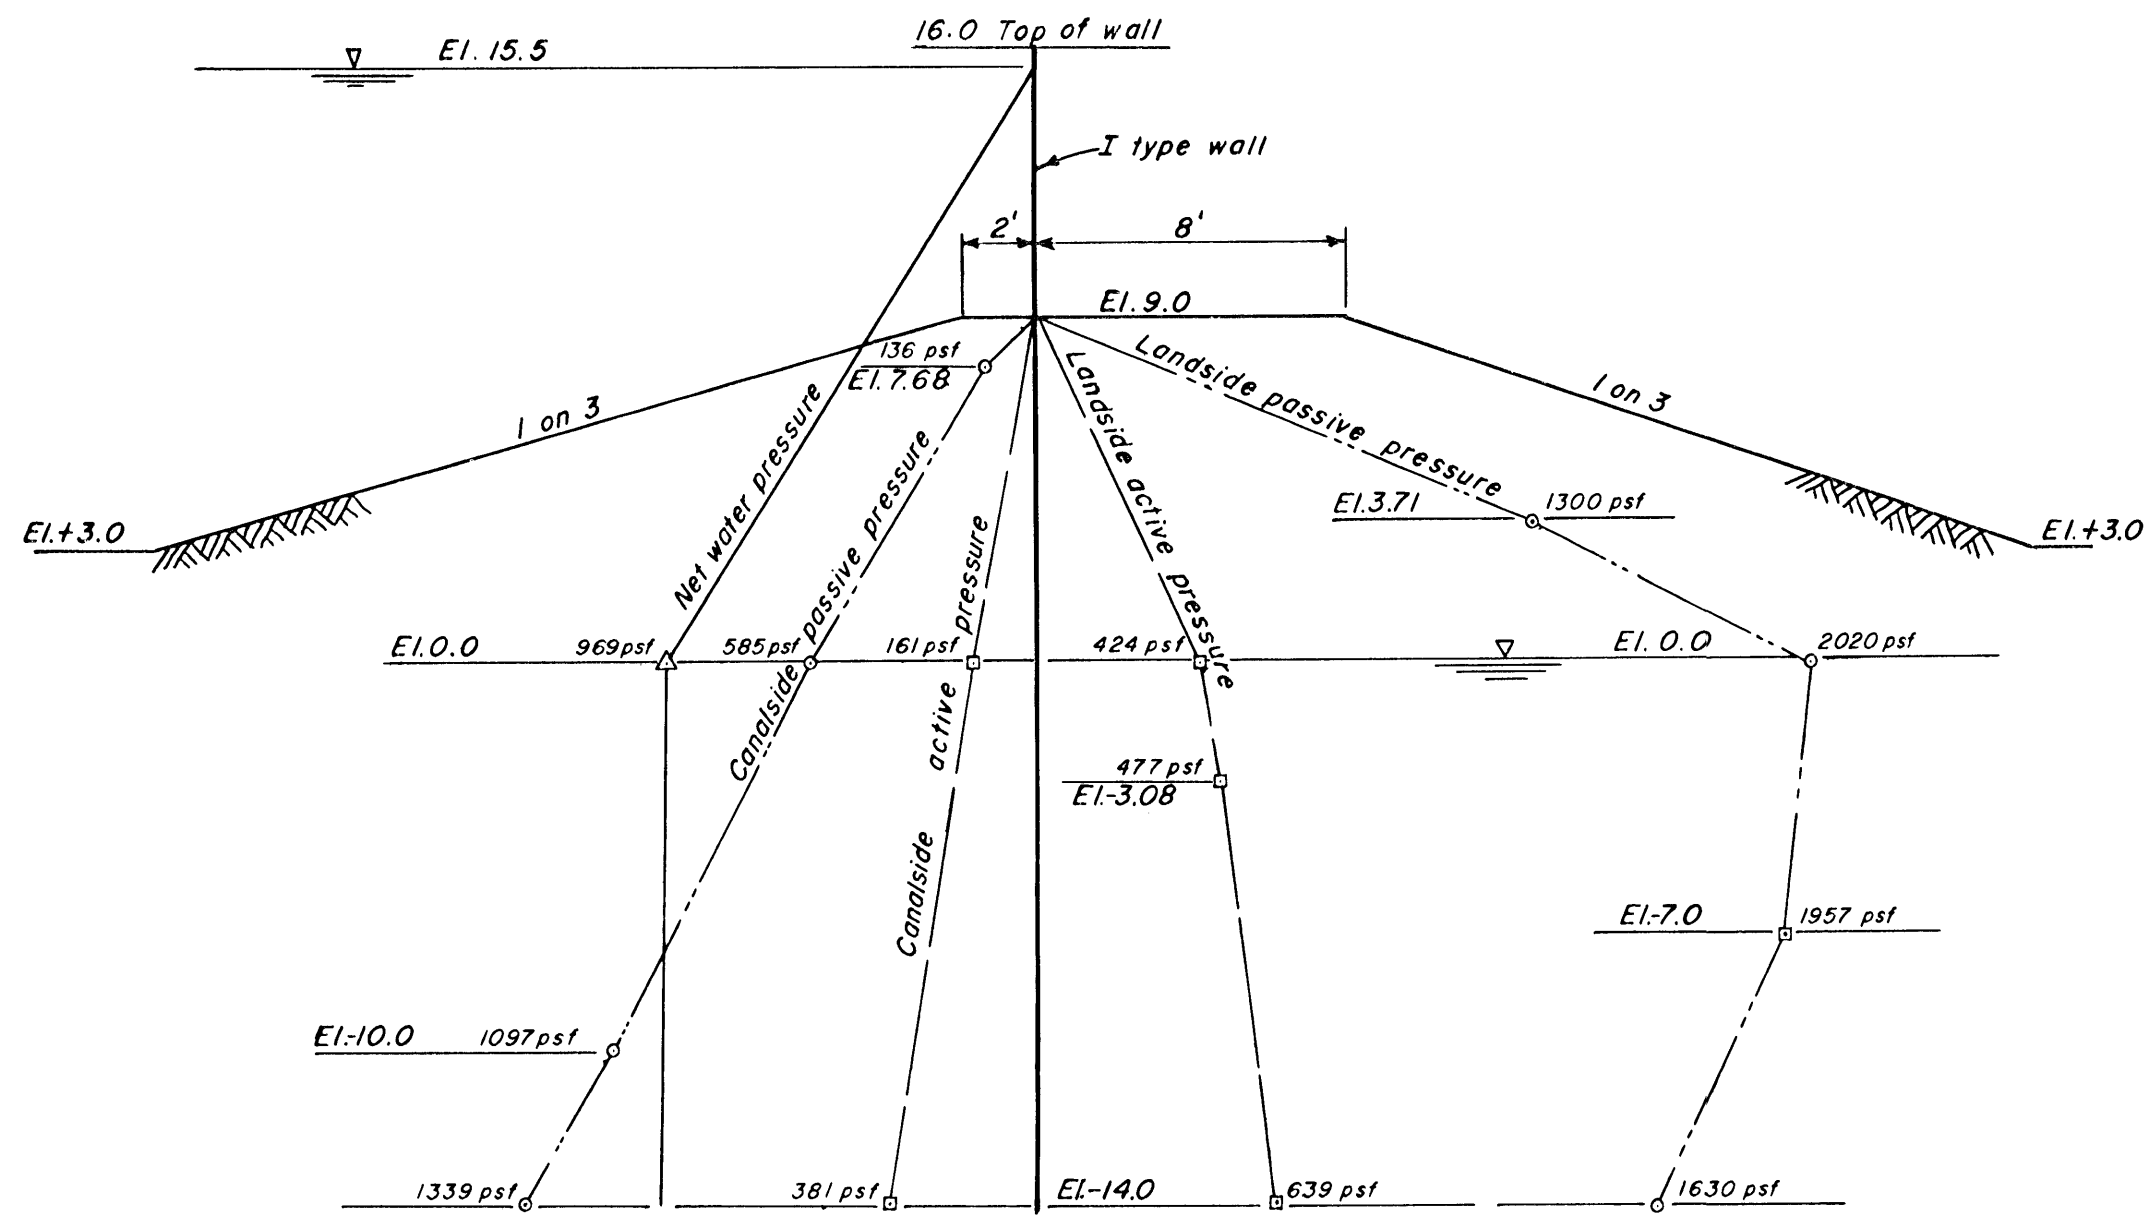 16.0 Top of wall
El. 15.5
I type wall
2'
8'
El. 9.0
136 psf
El. 7.68
Landside passive pressure
Landside active pressure
1 on 3
1 on 3
Net water pressure
Canalside passive pressure
Canalside active pressure
El. 3.71
1300 psf
El. +3.0
El. +3.0
El. 0.0
969 psf
585 psf
161 psf
424 psf
El. 0.0
2020 psf
477 psf
El. -3.08
El. -7.0
1957 psf
El. -10.0
1097 psf
1339 psf
381 psf
El. -14.0
639 psf
1630 psf